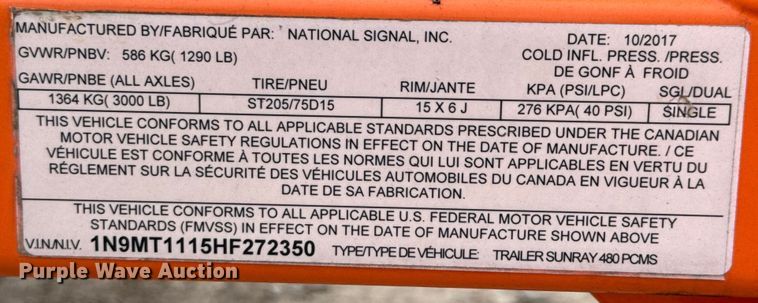 MANUFACTURED BY/FABRIQUÉ PAR: NATIONAL SIGNAL, INC. DATE: 10/2017
GVWR/PNBV: 586 KG( 1290 LB) COLD INFL. PRESS. /PRESS.
DE GONF À FROID
GAWR/PNBE (ALL AXLES) TIRE/PNEU RIM/JANTE KPA (PSI/LPC) SGL/DUAL
1364 KG( 3000 LB) ST205/75D15 15 X 6 J 276 KPA( 40 PSI) SINGLE
THIS VEHICLE CONFORMS TO ALL APPLICABLE STANDARDS PRESCRIBED UNDER THE CANADIAN
MOTOR VEHICLE SAFETY REGULATIONS IN EFFECT ON THE DATE OF MANUFACTURE. / CE
VÉHICULE EST CONFORME À TOUTES LES NORMES QUI LUI SONT APPLICABLES EN VERTU DU
RÉGLEMENT SUR LA SÉCURITÉ DES VÉHICULES AUTOMOBILES DU CANADA EN VIGUEUR À LA
DATE DE SA FABRICATION.
THIS VEHICLE CONFORMS TO ALL APPLICABLE U.S. FEDERAL MOTOR VEHICLE SAFETY
STANDARDS (FMVSS) IN EFFECT ON THE DATE OF MANUFACTURE SHOWN ABOVE
V.I.N/N.I.V. 1N9MT1115HF272350 TYPE/TYPE DE VÉHICULE: TRAILER SUNRAY 480 PCMS
Purple Wave Auction